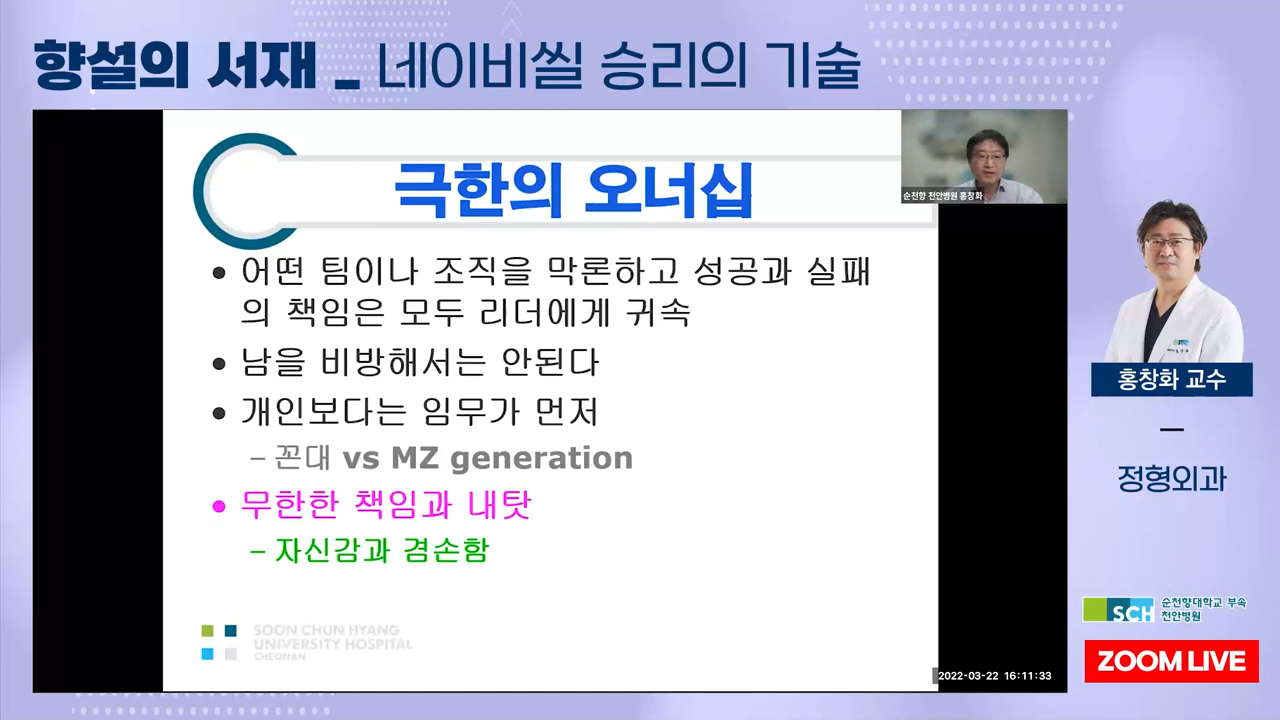 향설의 서재 _ 네이비씰 승리의 기술
극한의 오너십
순천향 천안병원 홍창화
• 어떤 팀이나 조직을 막론하고 성공과 실패
의 책임은 모두 리더에게 귀속
• 남을 비방해서는 안된다
• 개인보다는 임무가 먼저
– 꼰대 vs MZ generation
• 무한한 책임과 내탓
– 자신감과 겸손함
SOON CHUN HYANG
UNIVERSITY HOSPITAL
CHEONAN
2022-03-22 16:11:33
홍창화 교수
정형외과
SCH 순천향대학교 부속
천안병원
ZOOM LIVE